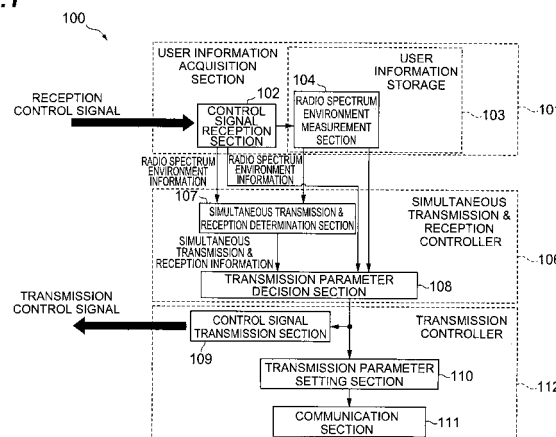 100
USER INFORMATION
ACQUISITION
SECTION
USER
INFORMATION
STORAGE
102
104
RECEPTION
CONTROL SIGNAL
CONTROL
SIGNAL
RECEPTION
SECTION
RADIO SPECTRUM
ENVIRONMENT
MEASUREMENT
SECTION
103
RADIO SPECTRUM
ENVIRONMENT
INFORMATION
RADIO SPECTRUM
ENVIRONMENT
INFORMATION
107
SIMULTANEOUS TRANSMISSION &
RECEPTION DETERMINATION SECTION
SIMULTANEOUS
TRANSMISSION &
RECEPTION
CONTROLLER
106
SIMULTANEOUS
TRANSMISSION &
RECEPTION INFORMATION
TRANSMISSION PARAMETER
DECISION SECTION
108
TRANSMISSION
CONTROL SIGNAL
CONTROL SIGNAL
TRANSMISSION SECTION
109
TRANSMISSION
CONTROLLER
TRANSMISSION PARAMETER
SETTING SECTION
110
112
COMMUNICATION
SECTION
111